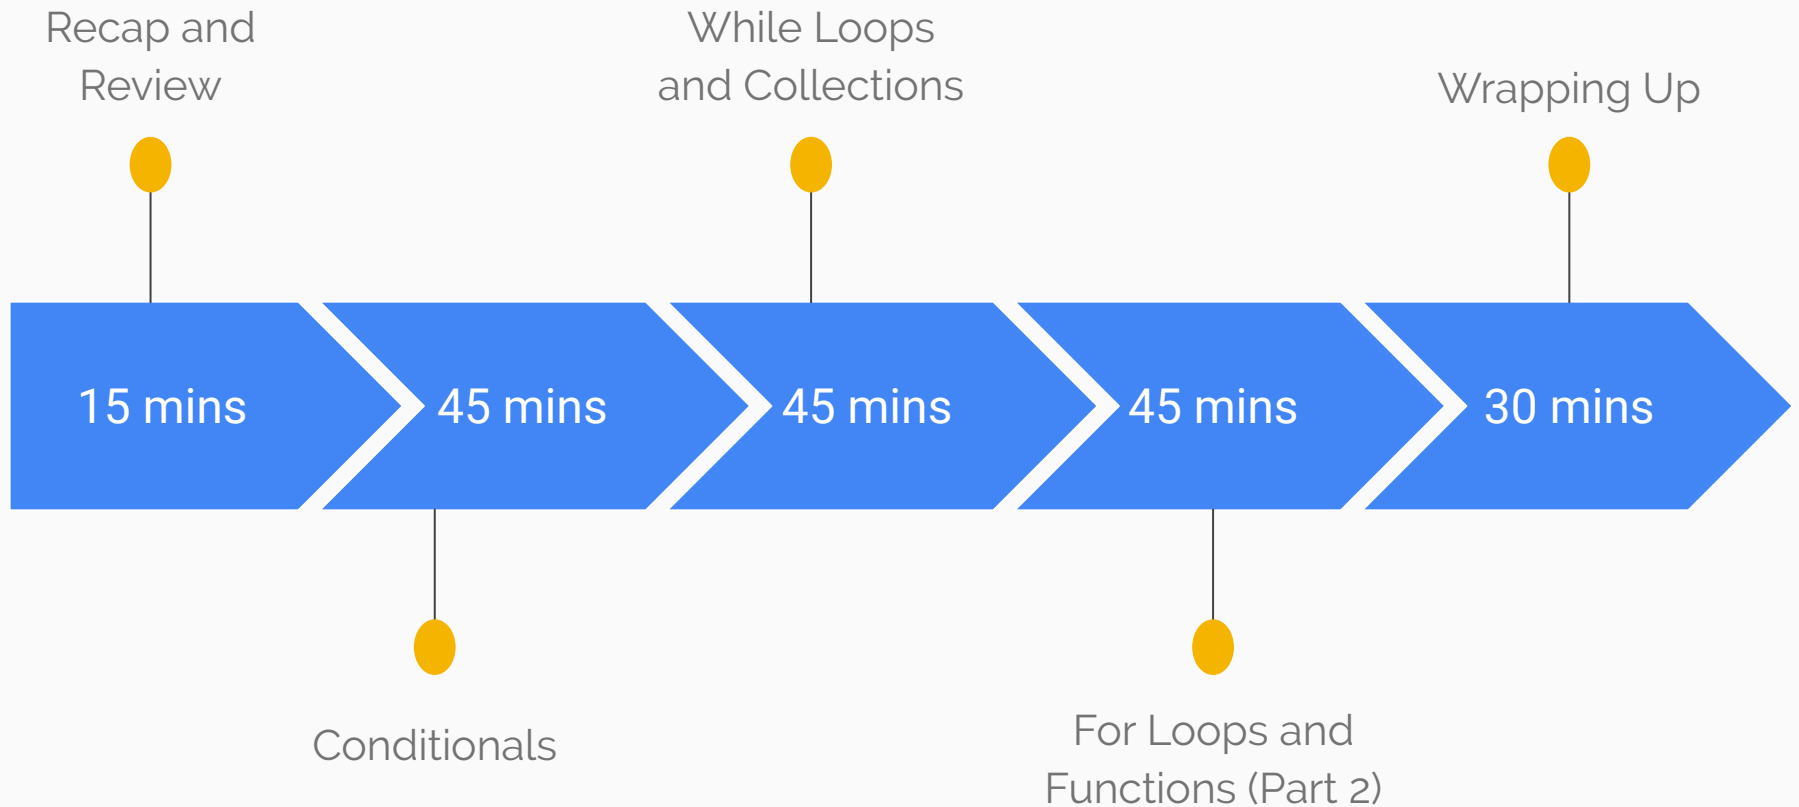 Recap and
Review
While Loops
and Collections
Wrapping Up
15 mins
45 mins
45 mins
45 mins
30 mins
Conditionals
For Loops and
Functions (Part 2)